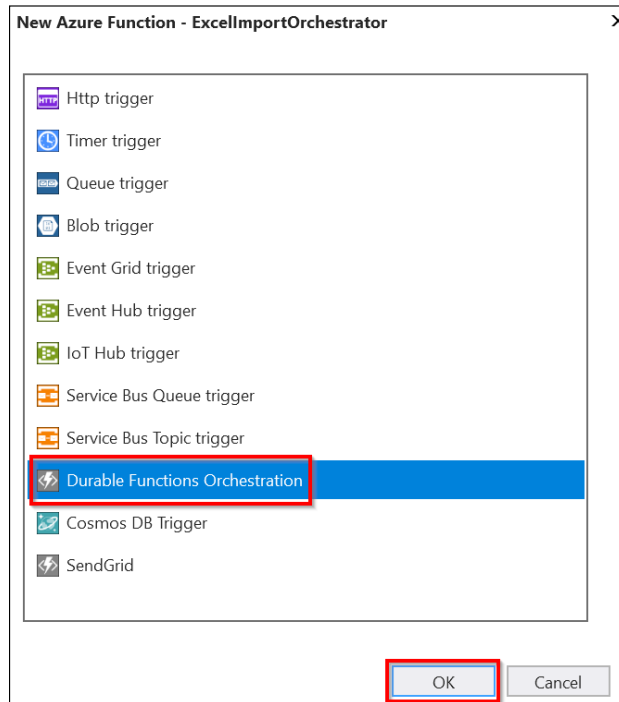 New Azure Function - ExcelImportOrchestrator
HTTP Http trigger
Timer trigger
Queue trigger
Blob trigger
Event Grid trigger
Event Hub trigger
IoT Hub trigger
Service Bus Queue trigger
Service Bus Topic trigger
Durable Functions Orchestration
Cosmos DB Trigger
SendGrid
OK Cancel